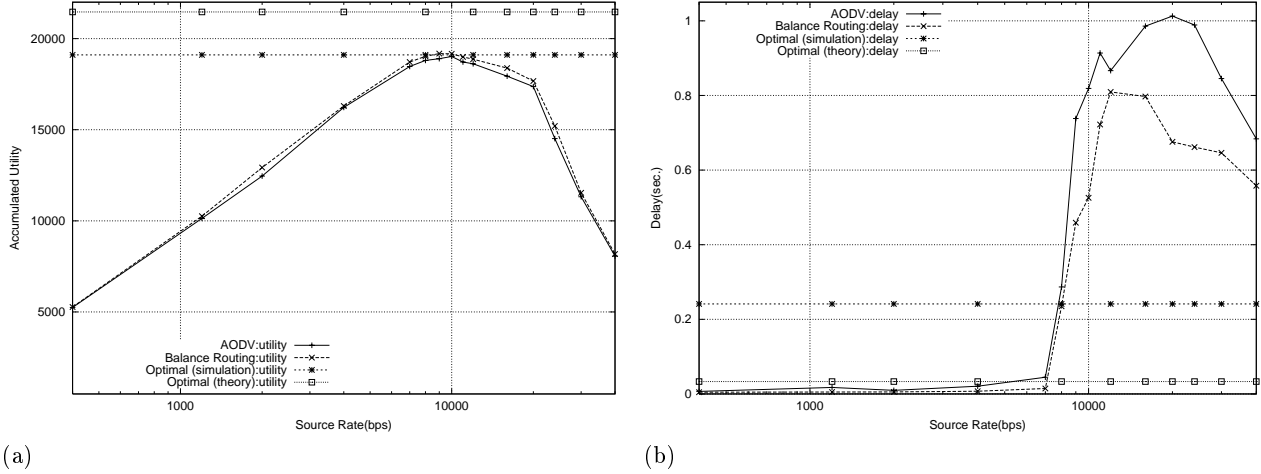 20000
15000
10000
5000
Accumulated Utility
AODV:utility
Balance Routing:utility
Optimal (simulation):utility
Optimal (theory):utility
1000 10000
Source Rate(bps)
(a)
AODV:delay
Balance Routing:delay
Optimal (simulation):delay
Optimal (theory):delay
1
0.8
0.6
0.4
0.2
0
Delay(sec.)
1000 10000
Source Rate(bps)
(b)